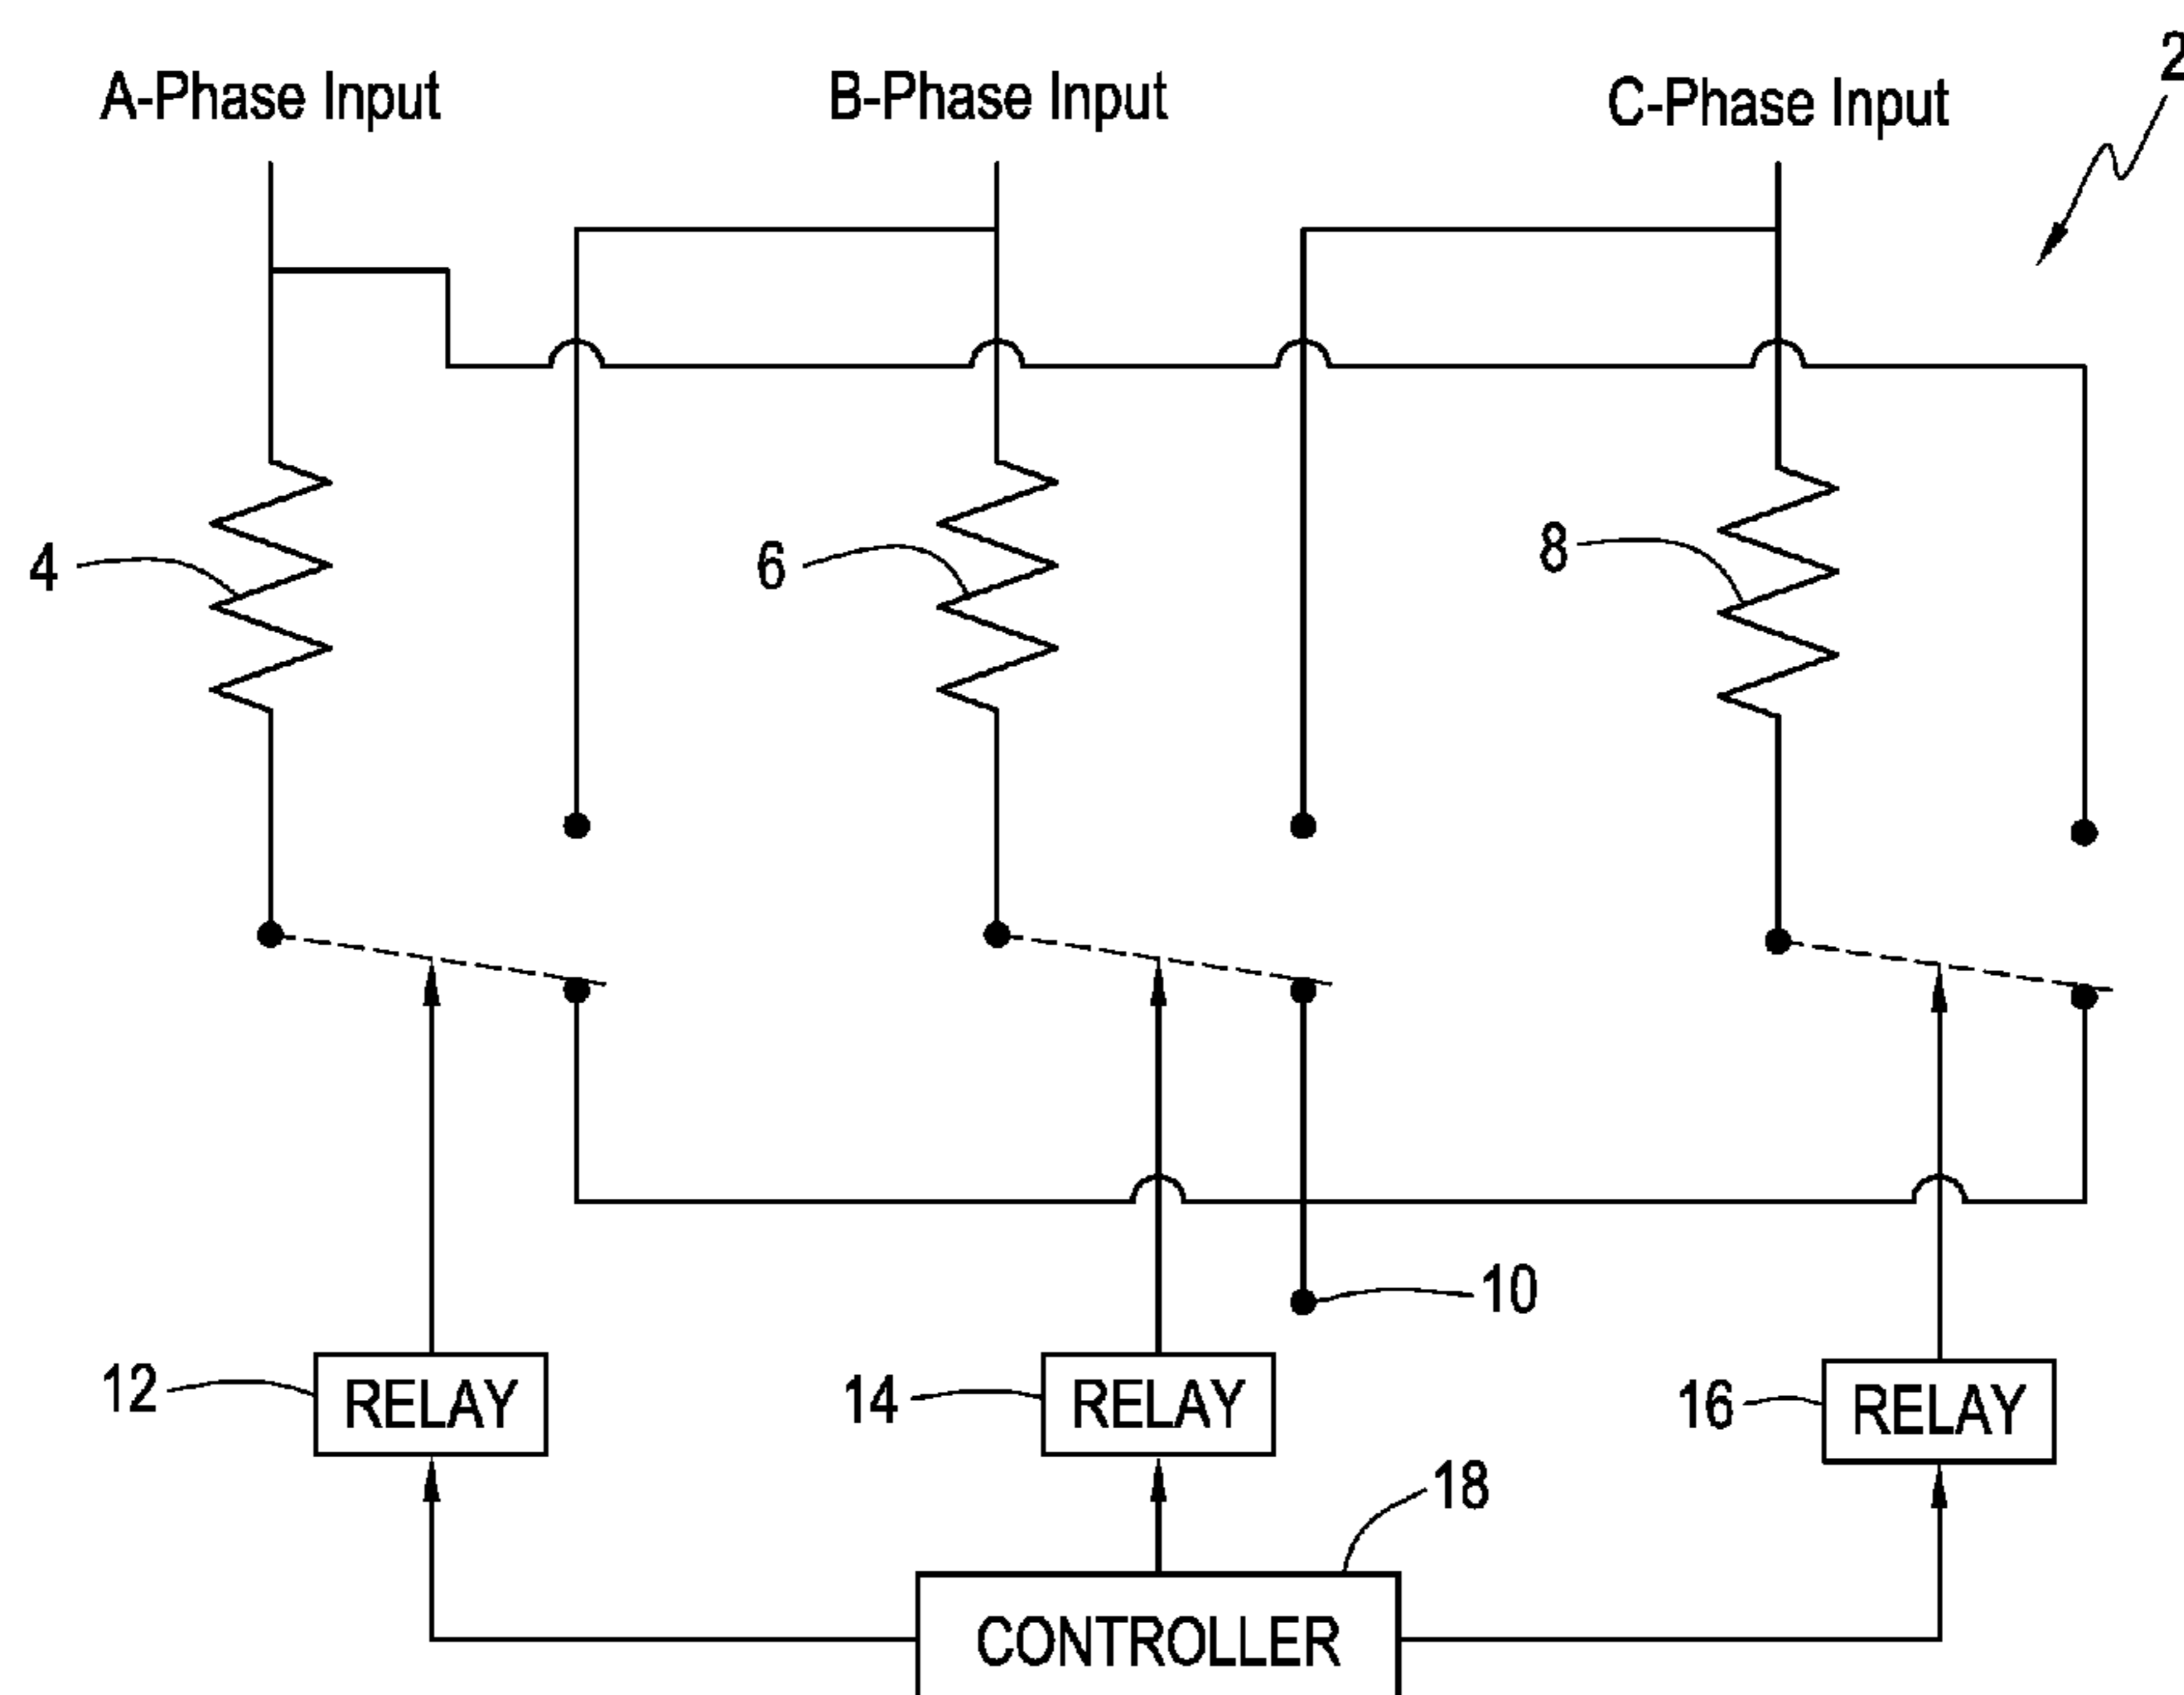 2
A-Phase Input
B-Phase Input
C-Phase Input
4
6
8
10
12
RELAY
14
RELAY
16
RELAY
18
CONTROLLER